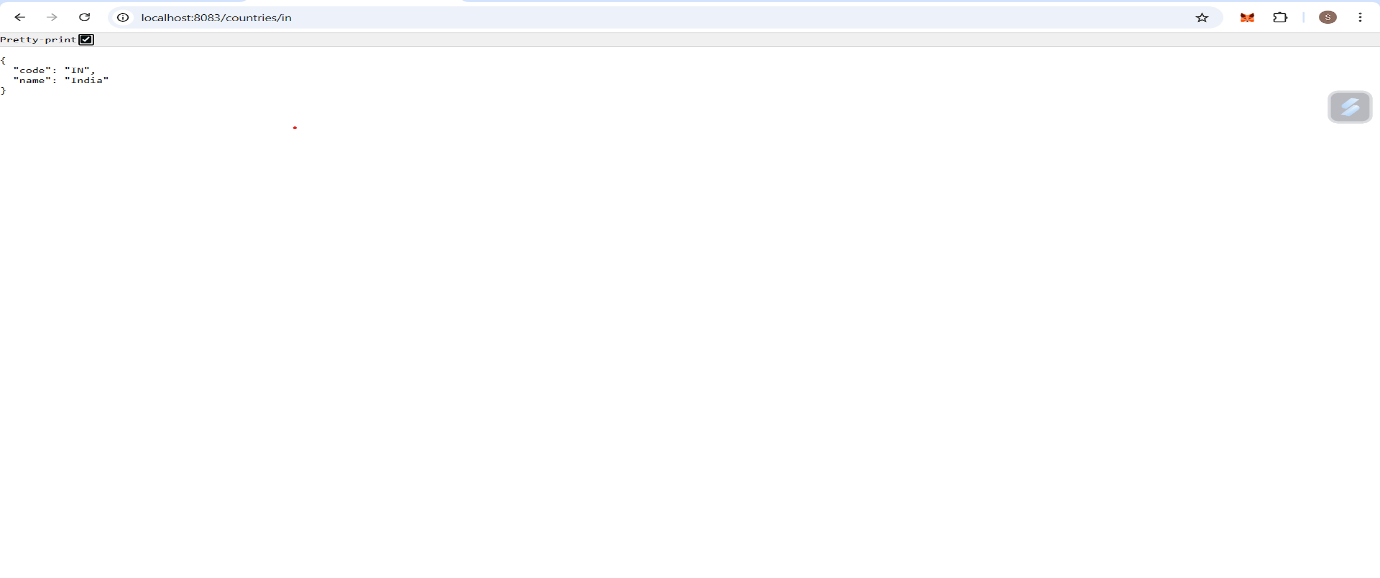 localhost:8083/countries/in
S
Pretty-print
{
  "code": "IN",
  "name": "India"
}